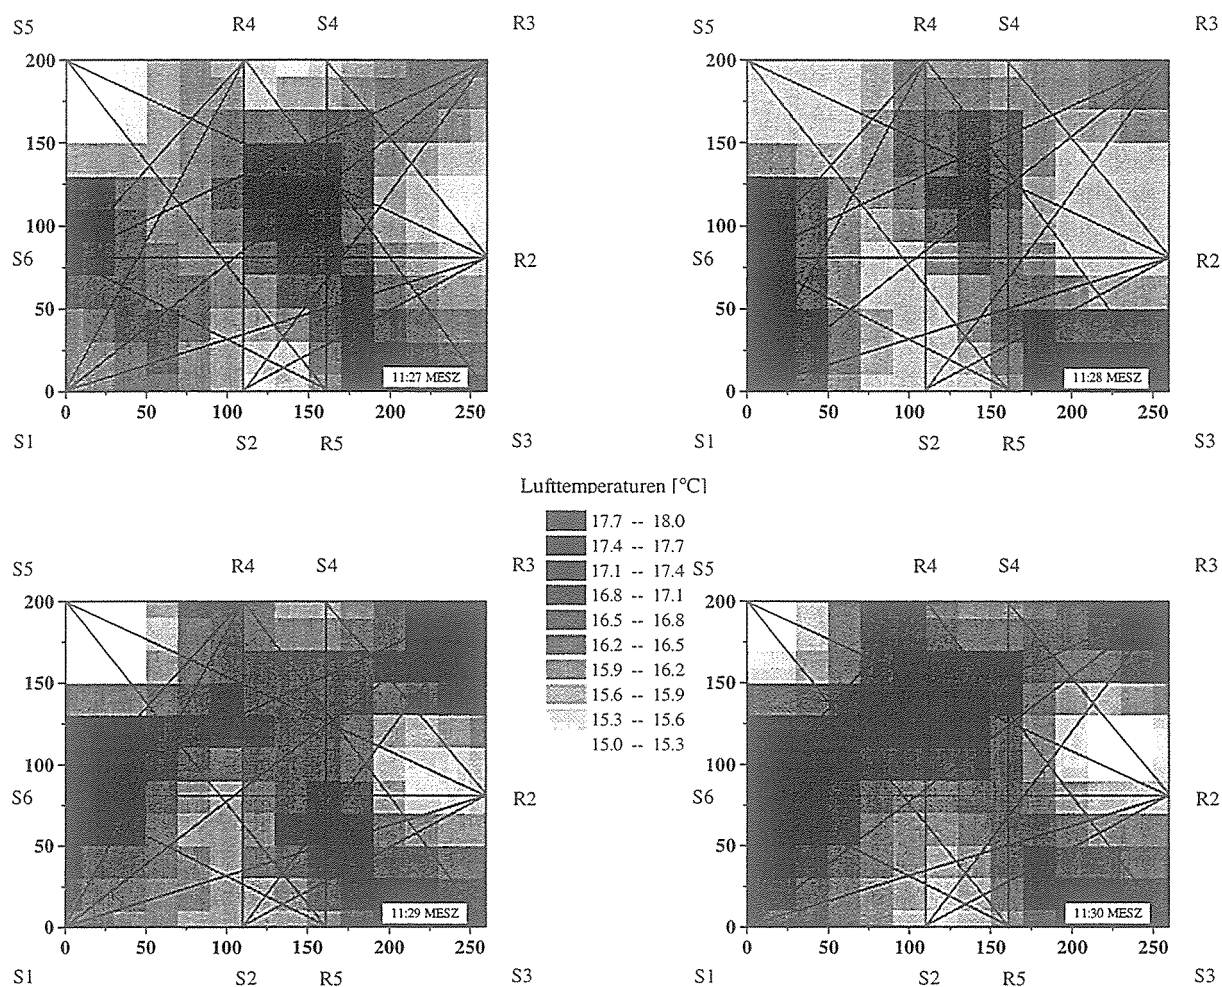 S5 R4 S4 R3
200
150
100
50
0
S6
R2
11:27 MESZ
0 50 100 150 200 250
S1 S2 R5 S3
S5 R4 S4 R3
200
150
100
50
0
S6
R2
11:28 MESZ
0 50 100 150 200 250
S1 S2 R5 S3
Lufttemperaturen [°C]
17.7 -- 18.0
17.4 -- 17.7
17.1 -- 17.4
16.8 -- 17.1
16.5 -- 16.8
16.2 -- 16.5
15.9 -- 16.2
15.6 -- 15.9
15.3 -- 15.6
15.0 -- 15.3
S5 R4 S4 R3
200
150
100
50
0
S6
R2
11:29 MESZ
0 50 100 150 200 250
S1 S2 R5 S3
S5 R4 S4 R3
200
150
100
50
0
S6
R2
11:30 MESZ
0 50 100 150 200 250
S1 S2 R5 S3